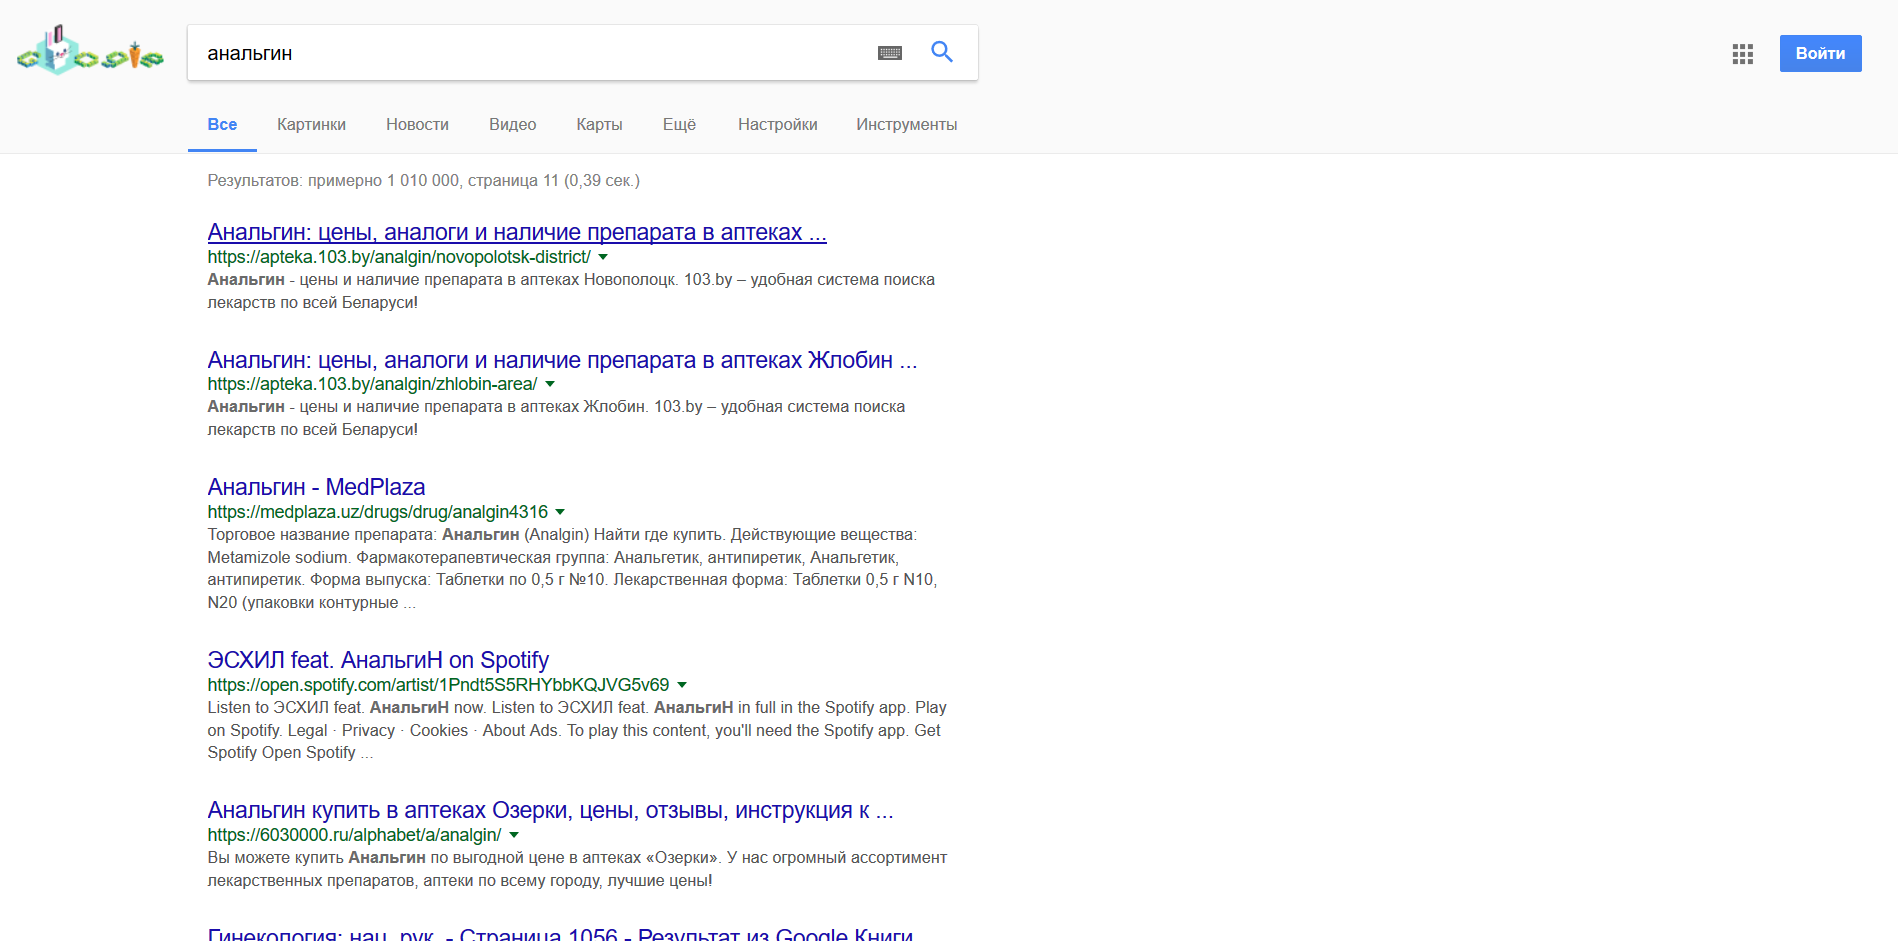 анальгин
Войти
Все Картинки Новости Видео Карты Ещё Настройки Инструменты
Результатов: примерно 1 010 000, страница 11 (0,39 сек.)
Анальгин: цены, аналоги и наличие препарата в аптеках ...
https://apteka.103.by/analgin/novopolotsk-district/
Анальгин - цены и наличие препарата в аптеках Новополоцк. 103.by – удобная система поиска
лекарств по всей Беларуси!
Анальгин: цены, аналоги и наличие препарата в аптеках Жлобин ...
https://apteka.103.by/analgin/zhlobin-area/
Анальгин - цены и наличие препарата в аптеках Жлобин. 103.by – удобная система поиска
лекарств по всей Беларуси!
Анальгин - MedPlaza
https://medplaza.uz/drugs/drug/analgin4316
Торговое название препарата: Анальгин (Analgin) Найти где купить. Действующие вещества:
Metamizole sodium. Фармакотерапевтическая группа: Анальгетик, антипиретик, Анальгетик,
антипиретик. Форма выпуска: Таблетки по 0,5 г №10. Лекарственная форма: Таблетки 0,5 г N10,
N20 (упаковки контурные ...
ЭСХИЛ feat. АнальгиН on Spotify
https://open.spotify.com/artist/1Pndt5S5RHYbbKQJVG5v69
Listen to ЭСХИЛ feat. АнальгиН now. Listen to ЭСХИЛ feat. АнальгиН in full in the Spotify app. Play
on Spotify. Legal · Privacy · Cookies · About Ads. To play this content, you'll need the Spotify app. Get
Spotify Open Spotify ...
Анальгин купить в аптеках Озерки, цены, отзывы, инструкция к ...
https://6030000.ru/alphabet/a/analgin/
Вы можете купить Анальгин по выгодной цене в аптеках «Озерки». У нас огромный ассортимент
лекарственных препаратов, аптеки по всему городу, лучшие цены!
Гинекология: нац. рук. - Страница 1056 - Результат из Google Книги